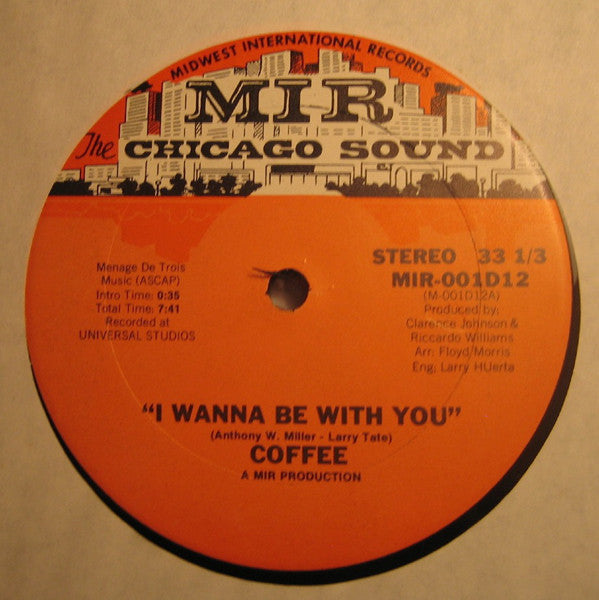 MIDWEST INTERNATIONAL RECORDS
MIR
The CHICAGO SOUND
STEREO 33 1/3
MIR-001D12
(M-001D12A)
Produced by:
Clarence Johnson &
Riccardo Williams
Arr: Floyd/Morris
Eng; Larry HUerta
Menage De Trois
Music (ASCAP)
Intro Time: 0:35
Total Time: 7:41
Recorded at
UNIVERSAL STUDIOS
"I WANNA BE WITH YOU"
(Anthony W. Miller - Larry Tate)
COFFEE
A MIR PRODUCTION